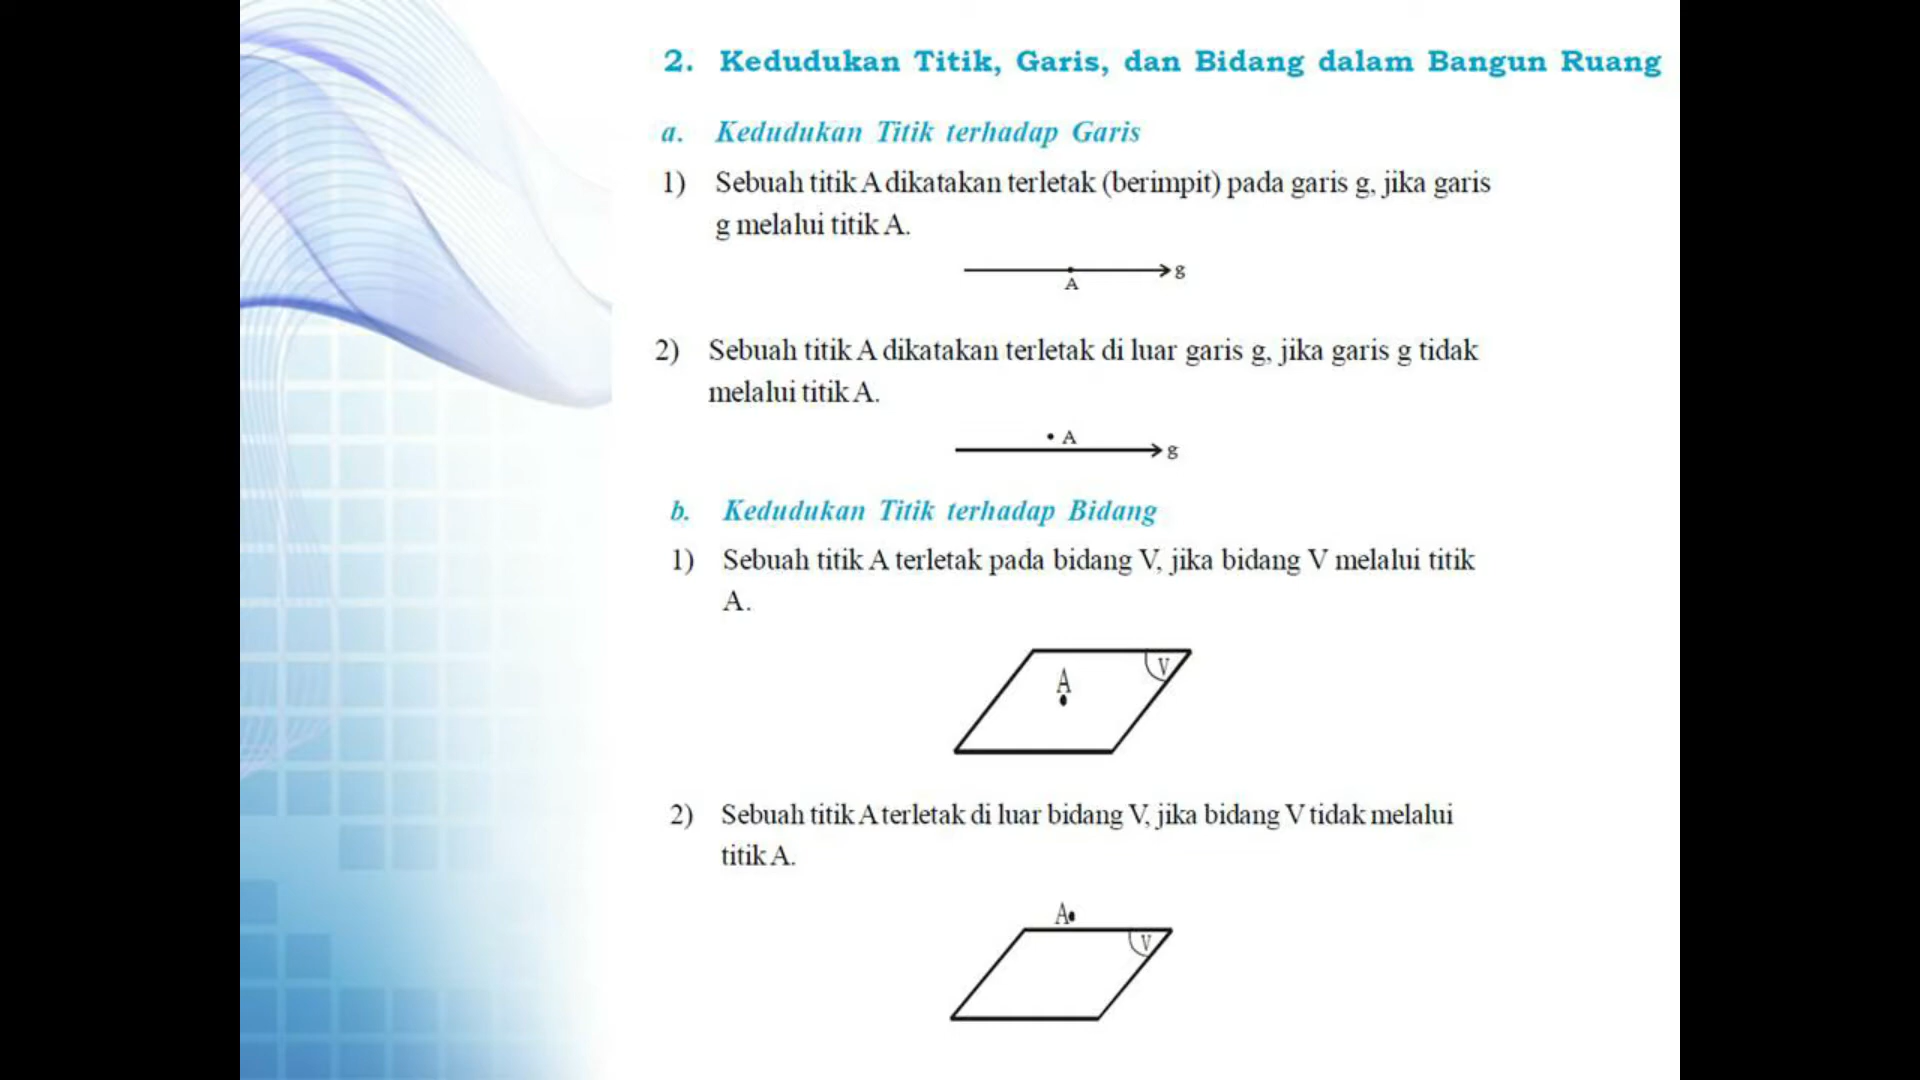 2. Kedudukan Titik, Garis, dan Bidang dalam Bangun Ruang
a. Kedudukan Titik terhadap Garis
1) Sebuah titik A dikatakan terletak (berimpit) pada garis g, jika garis
g melalui titik A.
g
A
2) Sebuah titik A dikatakan terletak di luar garis g, jika garis g tidak
melalui titik A.
A
g
b. Kedudukan Titik terhadap Bidang
1) Sebuah titik A terletak pada bidang V, jika bidang V melalui titik
A.
V
A
2) Sebuah titik A terletak di luar bidang V, jika bidang V tidak melalui
titik A.
A
V